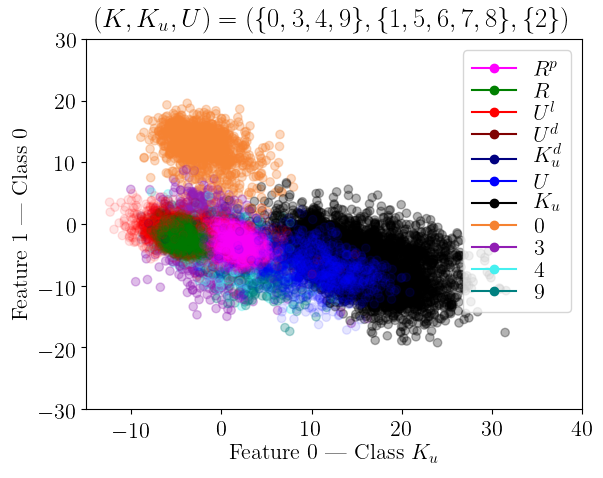 (K, K_u, U) = ({0, 3, 4, 9}, {1, 5, 6, 7, 8}, {2})
R^p
R
U^l
U^d
K_u^d
U
K_u
0
3
4
9
30
20
10
0
−10
−20
−30
Feature 1 — Class 0
−10 0 10 20 30 40
Feature 0 — Class K_u